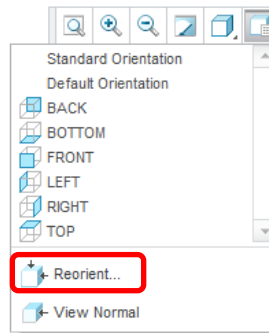 Standard Orientation
Default Orientation
BACK
BOTTOM
FRONT
LEFT
RIGHT
TOP
Reorient...
View Normal